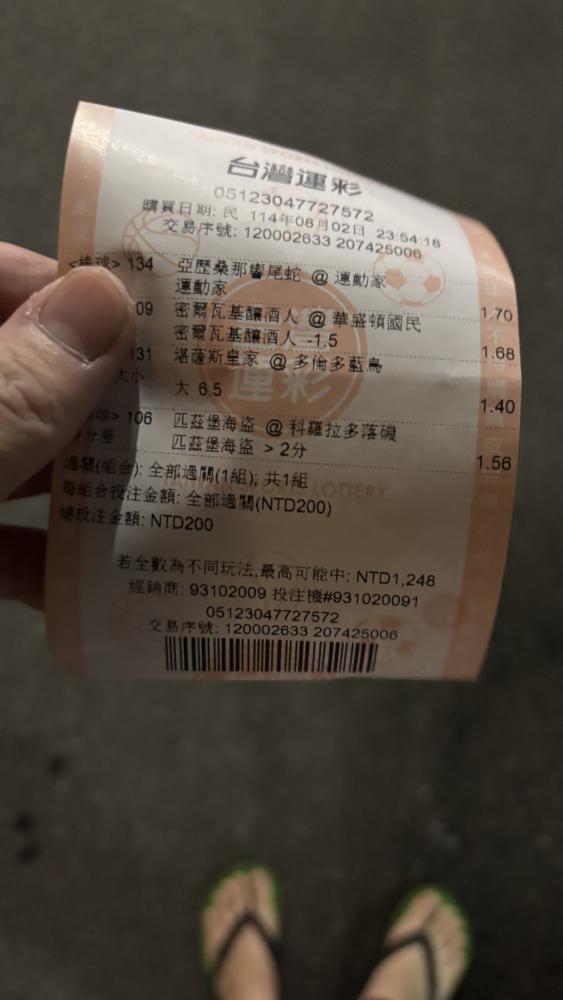 台灣運彩
05123047727572
購買日期: 民 114年08月02日 23:54:18
交易序號: 120002633 207425006
<棒球> 134 亞歷桑那響尾蛇 @ 運動家
運動家 1.70
09 密爾瓦基釀酒人 @ 華盛頓國民
密爾瓦基釀酒人 -1.5 1.68
131 堪薩斯皇家 @ 多倫多藍鳥
大小 大 6.5 1.40
球> 106 匹茲堡海盜 @ 科羅拉多落磯
分差 匹茲堡海盜 > 2分 1.56
過關(組合): 全部過關(1組); 共1組
每組合投注金額: 全部過關(NTD200)
總投注金額: NTD200
若全數為不同玩法,最高可能中: NTD1,248
經銷商: 93102009 投注機#931020091
05123047727572
交易序號: 120002633 207425006
運彩
SPORTS LOTTERY